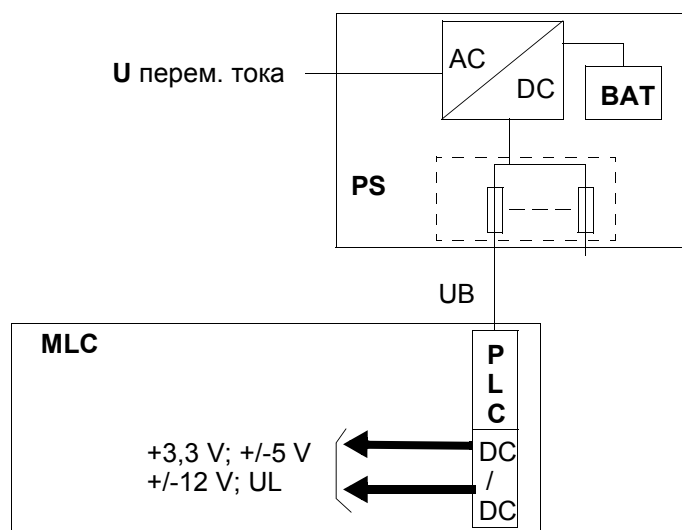 U перем. тока
AC
DC
BAT
PS
UB
MLC
P
L
C
+3,3 V; +/-5 V
+/-12 V; UL
DC
/
DC